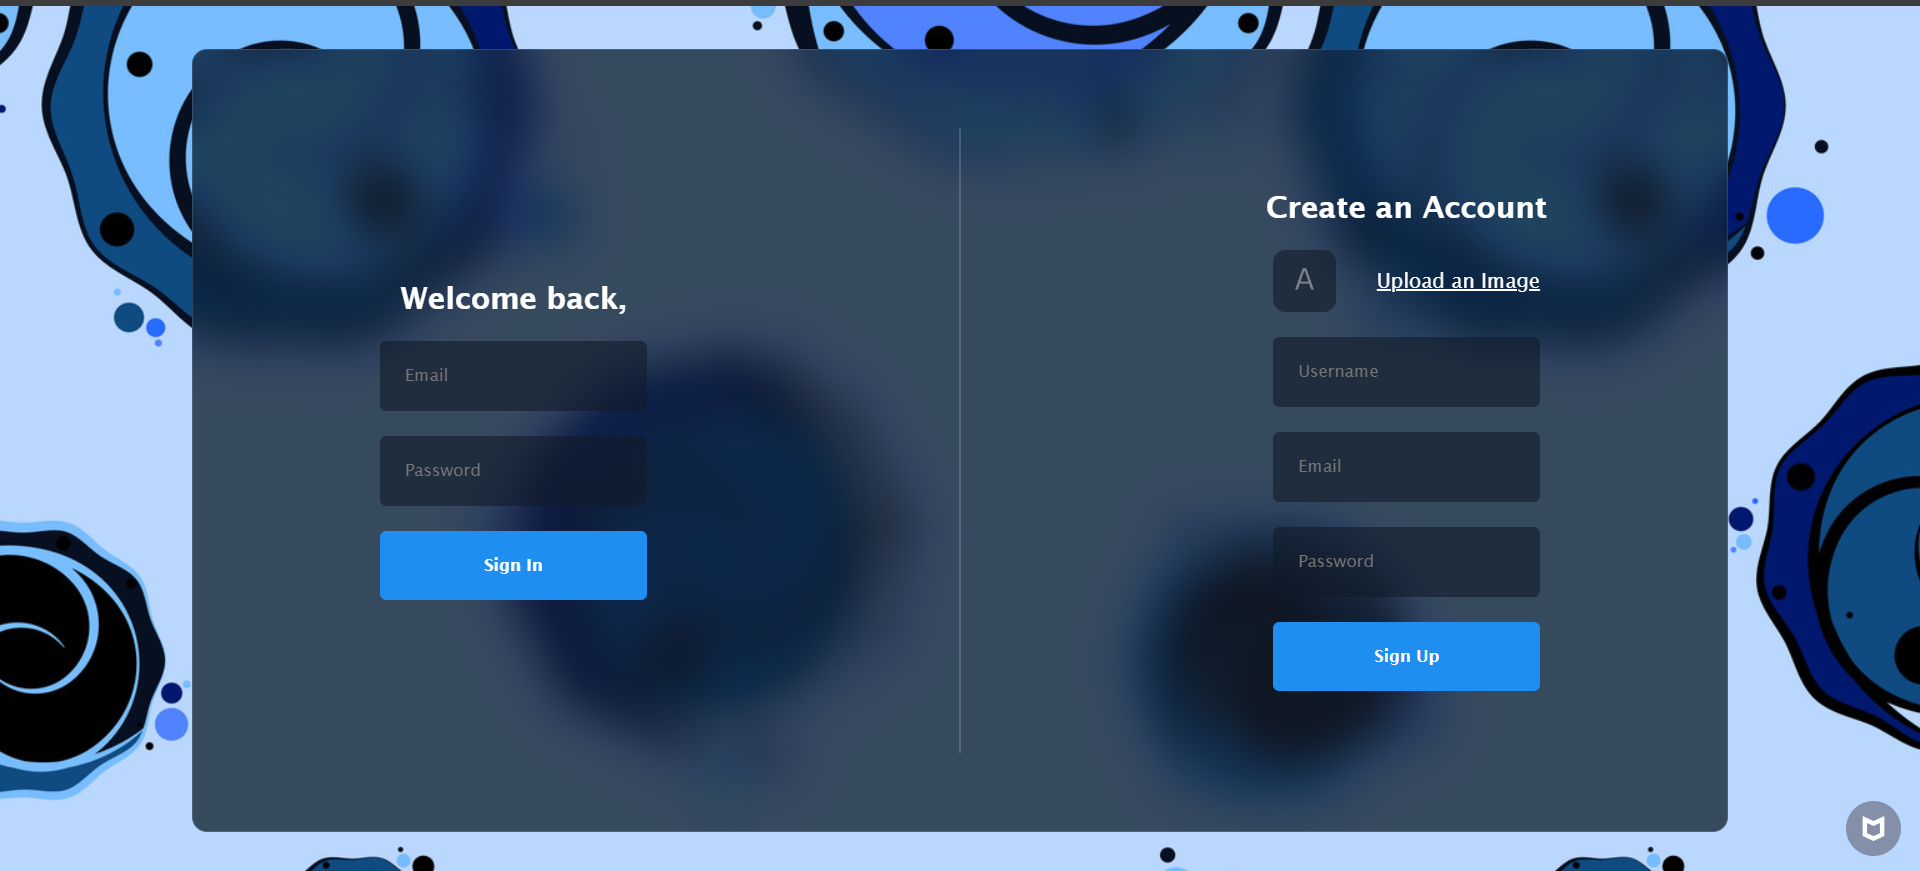 Welcome back,
Email
Password
Sign In
Create an Account
A
Upload an Image
Username
Email
Password
Sign Up